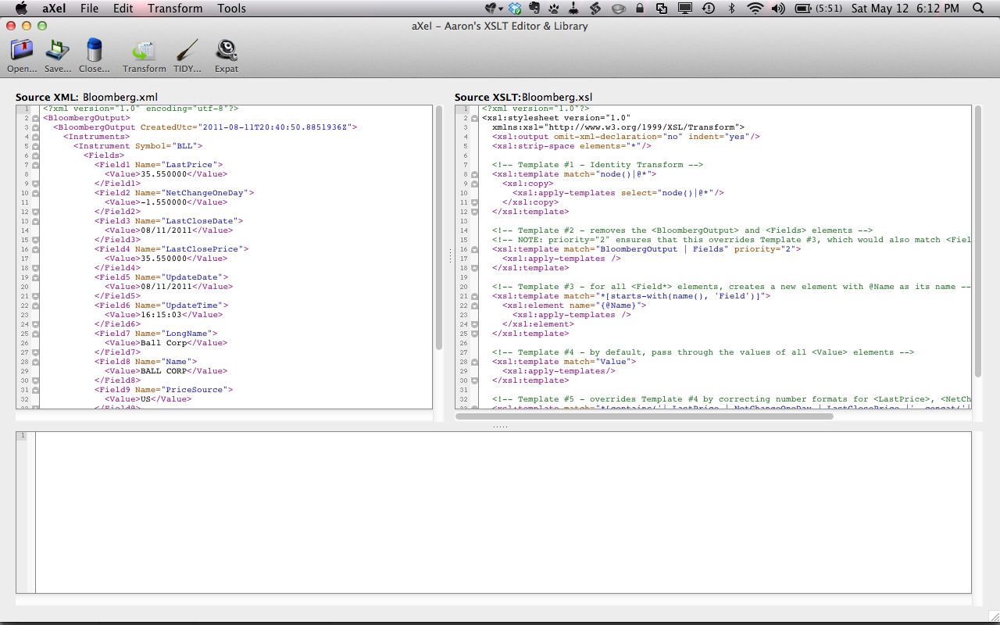 aXel File Edit Transform Tools (5:51) Sat May 12 6:12 PM
aXel – Aaron's XSLT Editor & Library
Open... Save... Close... Transform TIDY... Expat
Source XML: Bloomberg.xml
1 <?xml version="1.0" encoding="utf-8"?>
2 <BloombergOutput>
3 <BloombergOutput CreatedUtc="2011-08-11T20:40:50.8851936Z">
4 <Instruments>
5 <Instrument Symbol="BLL">
6 <Fields>
7 <Field1 Name="LastPrice">
8 <Value>35.550000</Value>
9 </Field1>
10 <Field2 Name="NetChangeOneDay">
11 <Value>-1.550000</Value>
12 </Field2>
13 <Field3 Name="LastCloseDate">
14 <Value>08/11/2011</Value>
15 </Field3>
16 <Field4 Name="LastClosePrice">
17 <Value>35.550000</Value>
18 </Field4>
19 <Field5 Name="UpdateDate">
20 <Value>08/11/2011</Value>
21 </Field5>
22 <Field6 Name="UpdateTime">
23 <Value>16:15:03</Value>
24 </Field6>
25 <Field7 Name="LongName">
26 <Value>Ball Corp</Value>
27 </Field7>
28 <Field8 Name="Name">
29 <Value>BALL CORP</Value>
30 </Field8>
31 <Field9 Name="PriceSource">
32 <Value>US</Value>
33 </Field9>
Source XSLT:Bloomberg.xsl
1 <?xml version="1.0"?>
2 <xsl:stylesheet version="1.0"
3 xmlns:xsl="http://www.w3.org/1999/XSL/Transform">
4 <xsl:output omit-xml-declaration="no" indent="yes"/>
5 <xsl:strip-space elements="*"/>
6
7 <!-- Template #1 - Identity Transform -->
8 <xsl:template match="node()|@*">
9 <xsl:copy>
10 <xsl:apply-templates select="node()|@*"/>
11 </xsl:copy>
12 </xsl:template>
13
14 <!-- Template #2 - removes the <BloombergOutput> and <Fields> elements -->
15 <!-- NOTE: priority="2" ensures that this overrides Template #3, which would also match <Fiel
16 <xsl:template match="BloombergOutput | Fields" priority="2">
17 <xsl:apply-templates />
18 </xsl:template>
19
20 <!-- Template #3 - for all <Field*> elements, creates a new element with @Name as its name --
21 <xsl:template match="*[starts-with(name(), 'Field')]">
22 <xsl:element name="{@Name}">
23 <xsl:apply-templates />
24 </xsl:element>
25 </xsl:template>
26
27 <!-- Template #4 - by default, pass through the values of all <Value> elements -->
28 <xsl:template match="Value">
29 <xsl:apply-templates/>
30 </xsl:template>
31
32 <!-- Template #5 - overrides Template #4 by correcting number formats for <LastPrice>, <NetCh
33 <xsl:template match="*[contains('| LastPrice | NetChangeOneDay | LastClosePrice |', concat('|
1